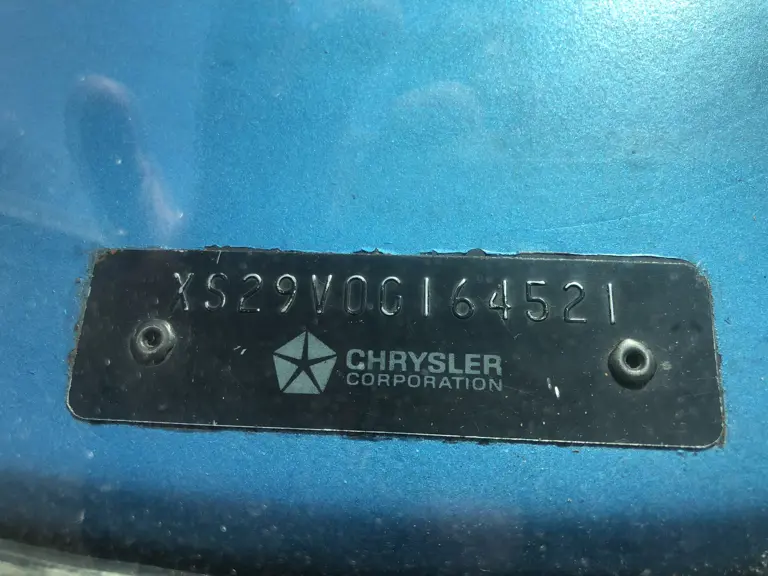 XS29V0G164521
CHRYSLER
CORPORATION